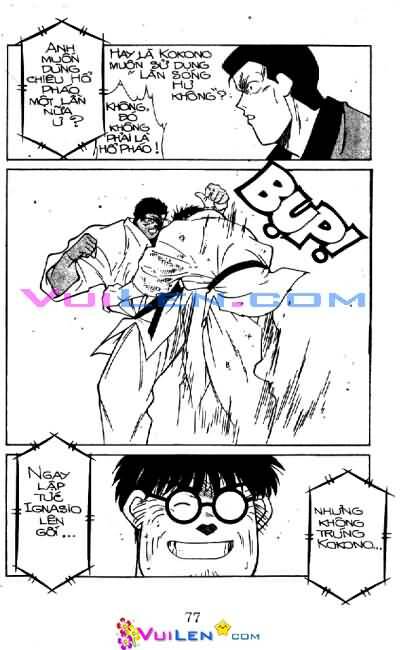 ANH
MUỐN
DÙNG
CHIÊU HỔ
PHÁO
MỘT LẦN
NỮA
Ư ?
HAY LÀ KOKONO
MUỐN SỬ DỤNG
LÀN SÓNG
HƯ
KHÔNG ?
KHÔNG,
ĐÓ
KHÔNG
PHẢI LÀ
HỔ PHÁO !
BỤP!
VUILEN.COM
NGAY
LẬP
TỨC
IGNASIO
LÊN
GỐI ...
NHƯNG
KHÔNG
TRÚNG
KOKONO...
77
VUILEN.COM